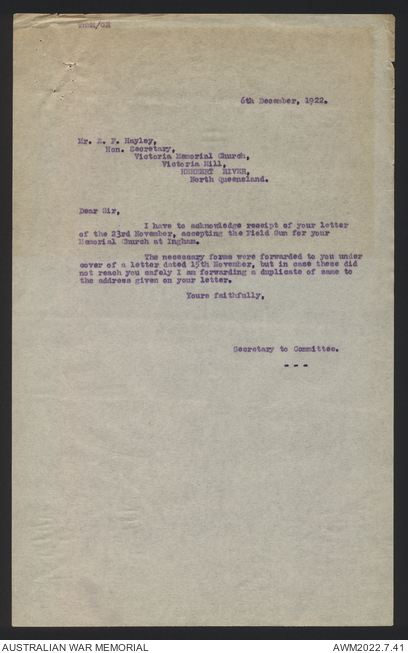 6th December, 1922.
Mr. E. F. Hayley,
Hon. Secretary,
Victoria Memorial Church,
Victoria Mill,
HERBERT RIVER,
North Queensland.
Dear Sir,
I have to acknowledge receipt of your letter
of the 23rd November, accepting the Field Gun for your
Memorial Church at Ingham.
The necessary forms were forwarded to you under
cover of a letter dated 15th November, but in case these did
not reach you safely I am forwarding a duplicate of same to
the address given on your letter.
Yours faithfully,
Secretary to Committee.
- - -
AUSTRALIAN WAR MEMORIAL
AWM2022.7.41